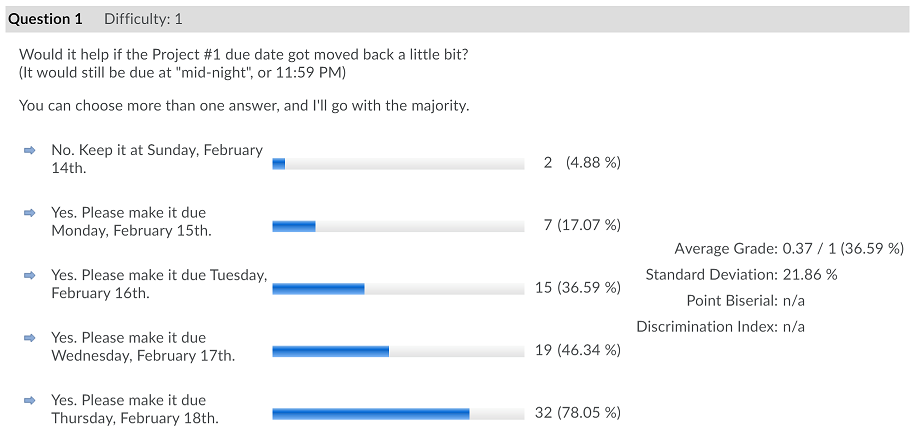 Question 1 Difficulty: 1
Would it help if the Project #1 due date got moved back a little bit?
(It would still be due at "mid-night", or 11:59 PM)
You can choose more than one answer, and I'll go with the majority.
No. Keep it at Sunday, February
14th.
2 (4.88 %)
Yes. Please make it due
Monday, February 15th.
7 (17.07 %)
Yes. Please make it due Tuesday,
February 16th.
15 (36.59 %)
Yes. Please make it due
Wednesday, February 17th.
19 (46.34 %)
Yes. Please make it due
Thursday, February 18th.
32 (78.05 %)
Average Grade: 0.37 / 1 (36.59 %)
Standard Deviation: 21.86 %
Point Biserial: n/a
Discrimination Index: n/a